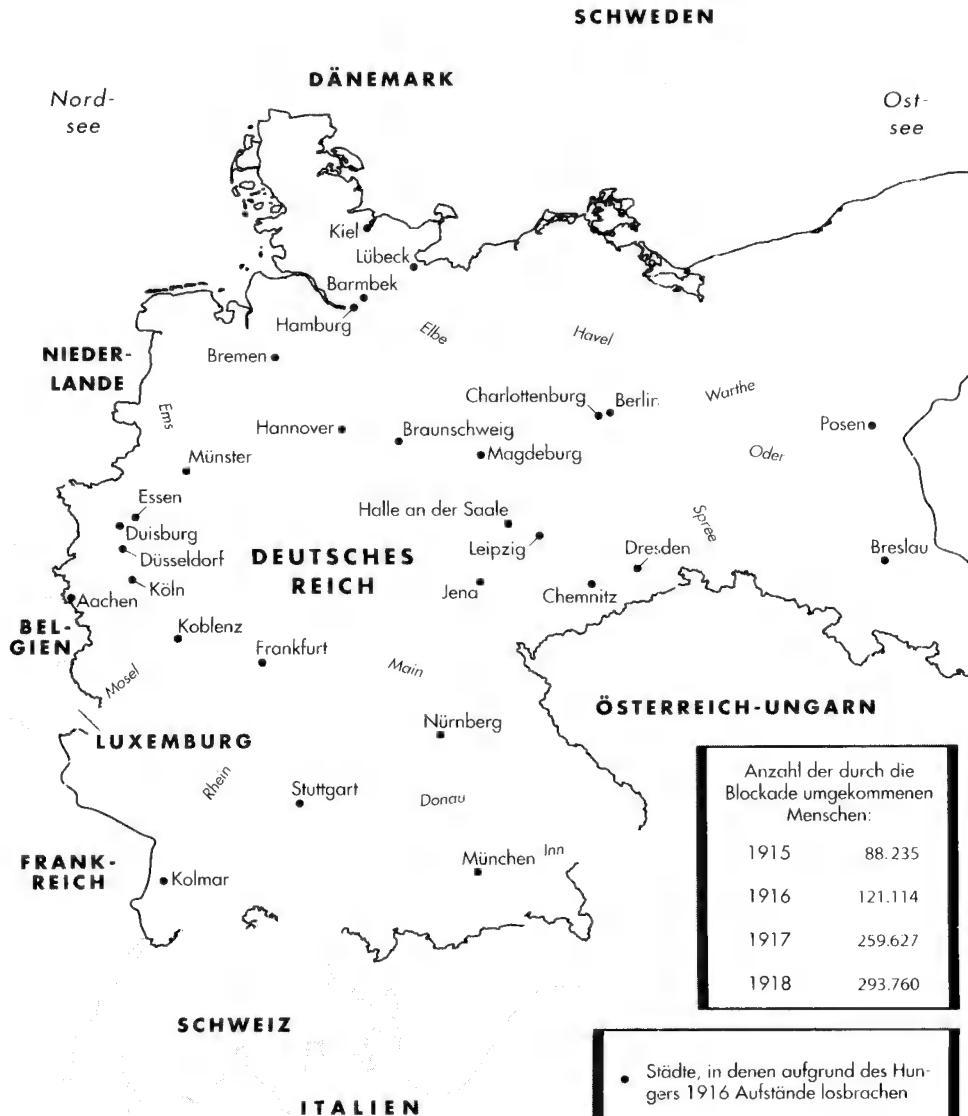 SCHWEDEN
DÄNEMARK
Nord-
see
Ost-
see
Kiel
Lübeck
Barmbek
Hamburg
Elbe
Havel
NIEDER-
LANDE
Bremen
Ems
Charlottenburg
Berlin
Warthe
Hannover
Braunschweig
Posen
Münster
Magdeburg
Oder
Essen
Duisburg
Halle an der Saale
Spree
Düsseldorf
DEUTSCHES
REICH
Leipzig
Dresden
Breslau
Köln
Aachen
Jena
Chemnitz
BEL-
GIEN
Koblenz
Frankfurt
Mosel
Main
ÖSTERREICH-UNGARN
LUXEMBURG
Nürnberg
Rhein
Stuttgart
Donau
FRANK-
REICH
Kolmar
München
Inn
Anzahl der durch die
Blockade umgekommenen
Menschen:
1915 88.235
1916 121.114
1917 259.627
1918 293.760
SCHWEIZ
ITALIEN
Städte, in denen aufgrund des Hun-
gers 1916 Aufstände losbrachen